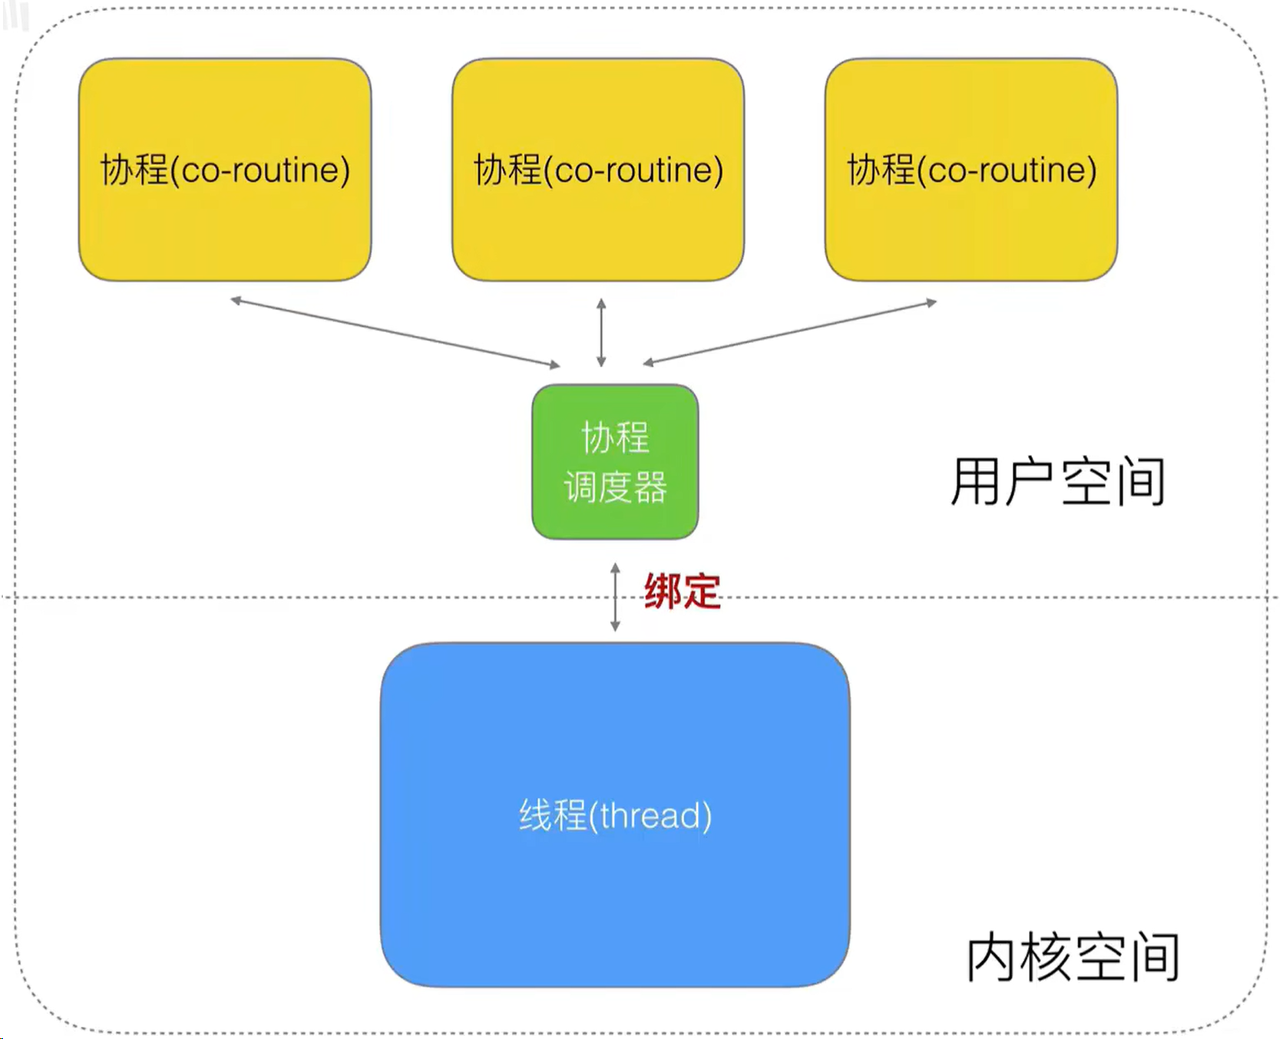 协程(co-routine)
协程(co-routine)
协程(co-routine)
协程
调度器
用户空间
绑定
线程(thread)
内核空间